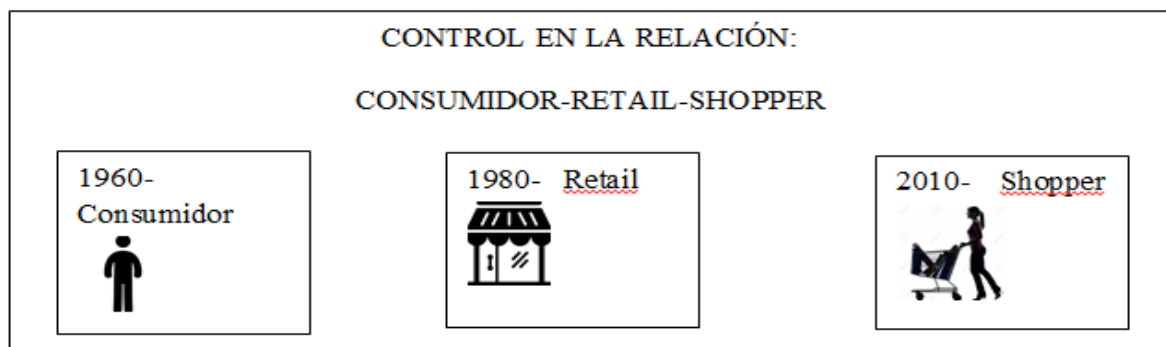 CONTROL EN LA RELACIÓN:
CONSUMIDOR-RETAIL-SHOPPER
1960-
Consumidor
1980- Retail
2010- Shopper